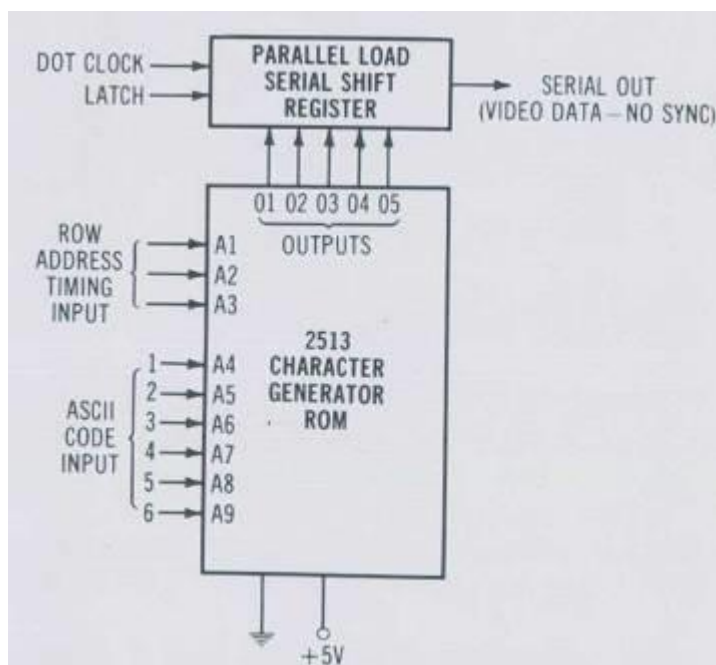 PARALLEL LOAD
SERIAL SHIFT
REGISTER
DOT CLOCK
LATCH
SERIAL OUT
(VIDEO DATA – NO SYNC)
01 02 03 04 05
OUTPUTS
ROW
ADDRESS
TIMING
INPUT
A1
A2
A3
2513
CHARACTER
GENERATOR
ROM
ASCII
CODE
INPUT
1 A4
2 A5
3 A6
4 A7
5 A8
6 A9
+5V